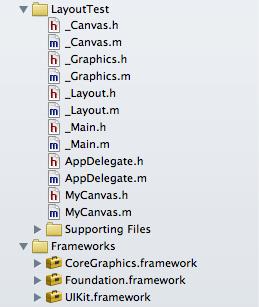 LayoutTest
_Canvas.h
_Canvas.m
_Graphics.h
_Graphics.m
_Layout.h
_Layout.m
_Main.h
_Main.m
AppDelegate.h
AppDelegate.m
MyCanvas.h
MyCanvas.m
Supporting Files
Frameworks
CoreGraphics.framework
Foundation.framework
UIKit.framework